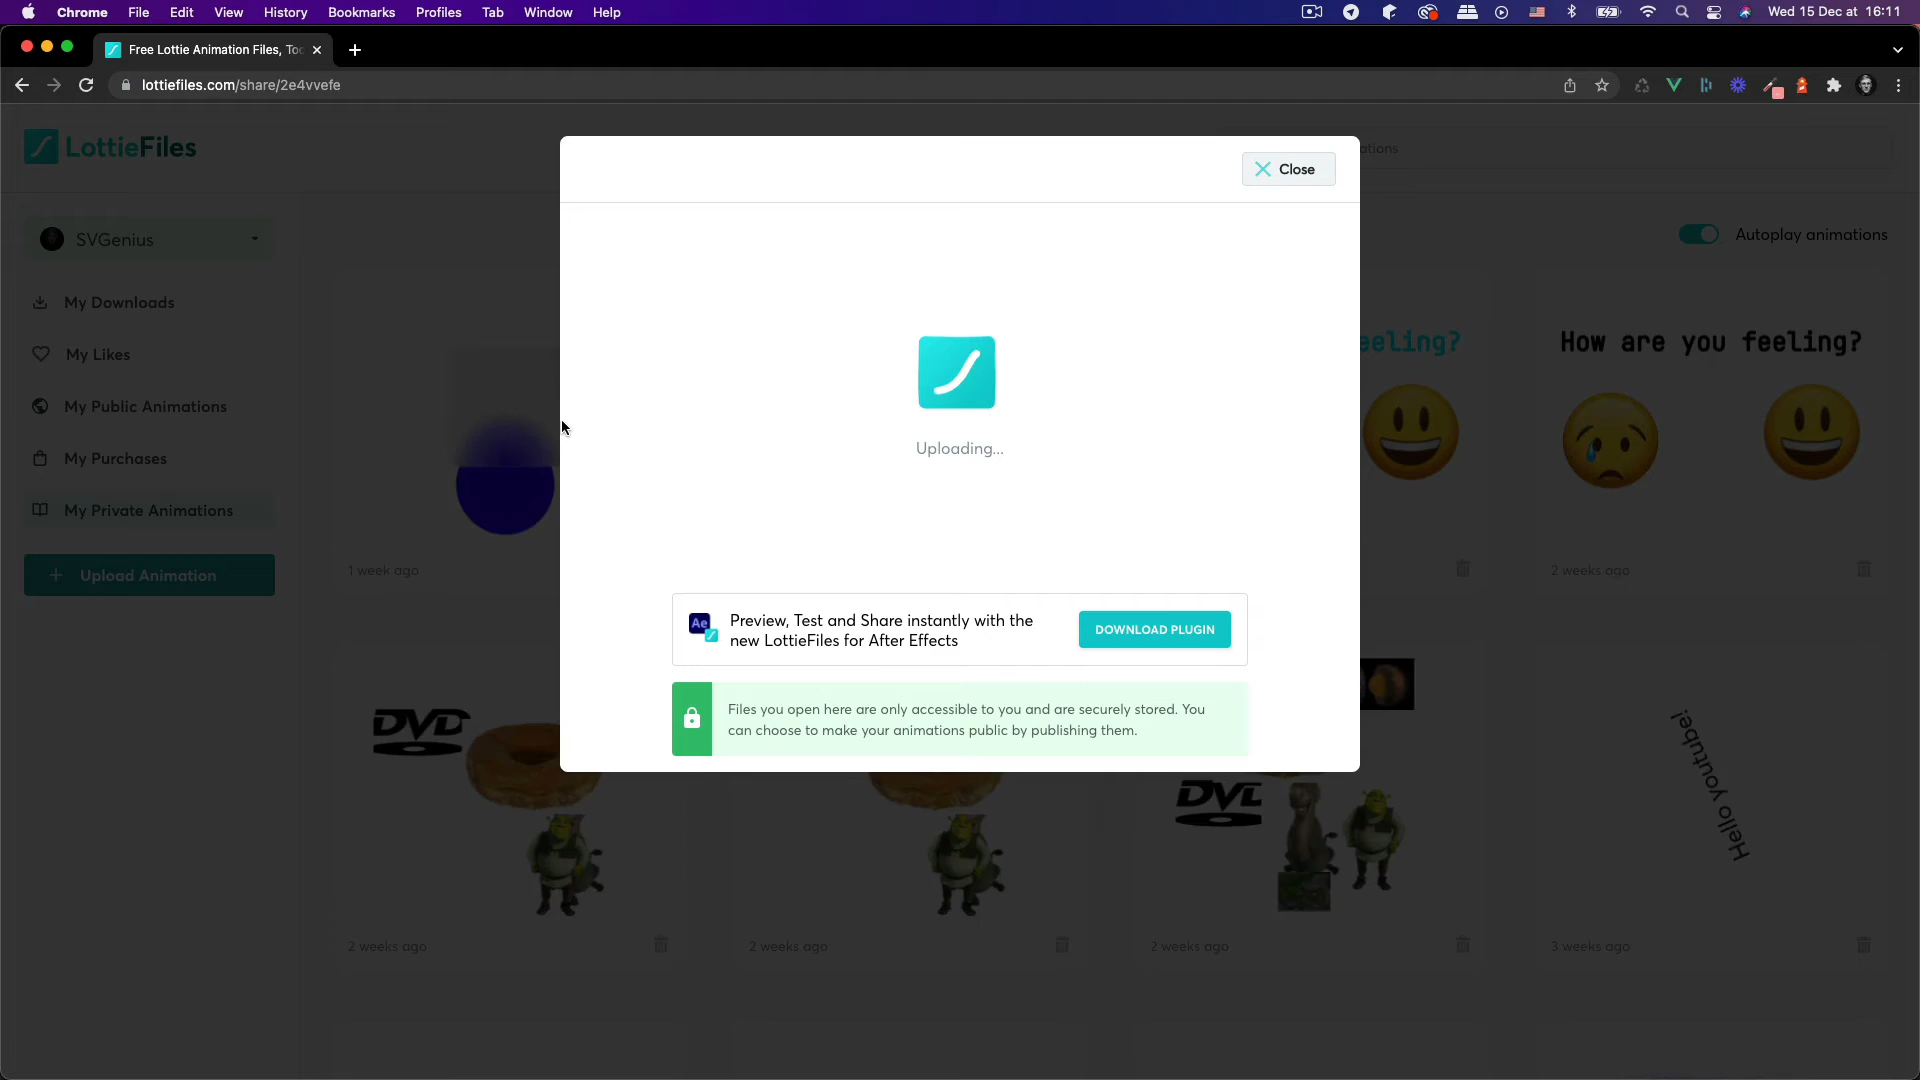 Chrome File Edit View History Bookmarks Profiles Tab Window Help
Wed 15 Dec at 16:11
Free Lottie Animation Files, Too
lottiefiles.com/share/2e4vvefe
LottieFiles
ations
Close
SVGenius
Autoplay animations
My Downloads
My Likes
My Public Animations
My Purchases
My Private Animations
Upload Animation
Uploading...
eeling?
How are you feeling?
1 week ago
2 weeks ago
Ae
Preview, Test and Share instantly with the
new LottieFiles for After Effects
DOWNLOAD PLUGIN
Files you open here are only accessible to you and are securely stored. You
can choose to make your animations public by publishing them.
DVD
DVD
Hello youtube!
2 weeks ago
2 weeks ago
2 weeks ago
3 weeks ago